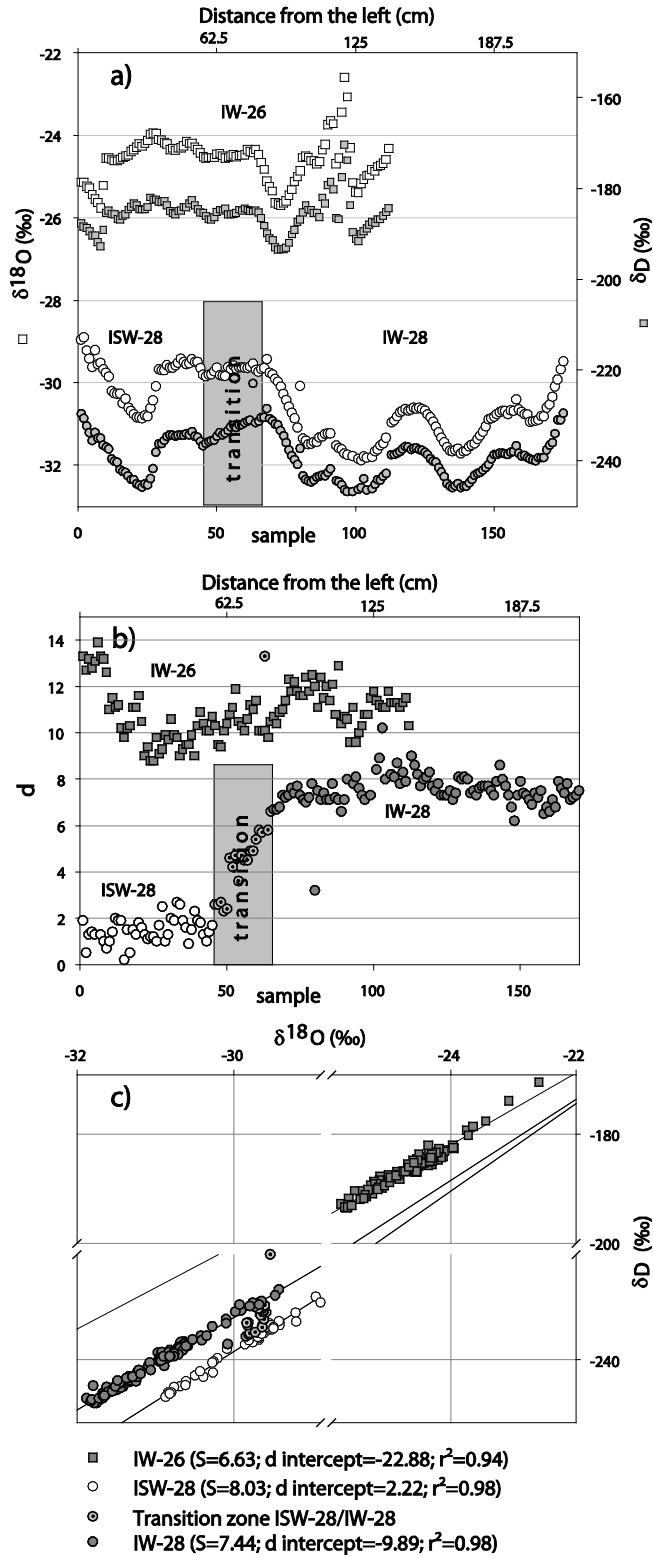 Distance from the left (cm)
62.5 125 187.5
a)
IW-26
-22
-24
-26
-28
-30
-32
δ18O (‰)
-160
-180
-200
-220
-240
δD (‰)
ISW-28
IW-28
transition
0 50 100 150
sample
Distance from the left (cm)
62.5 125 187.5
b)
14
12
10
8
6
4
2
0
d
IW-26
IW-28
ISW-28
transition
0 50 100 150
sample
δ18O (‰)
-32 -30 -24 -22
c)
-180
-200
-240
δD (‰)
IW-26 (S=6.63; d intercept=-22.88; r²=0.94)
ISW-28 (S=8.03; d intercept=2.22; r²=0.98)
Transition zone ISW-28/IW-28
IW-28 (S=7.44; d intercept=-9.89; r²=0.98)